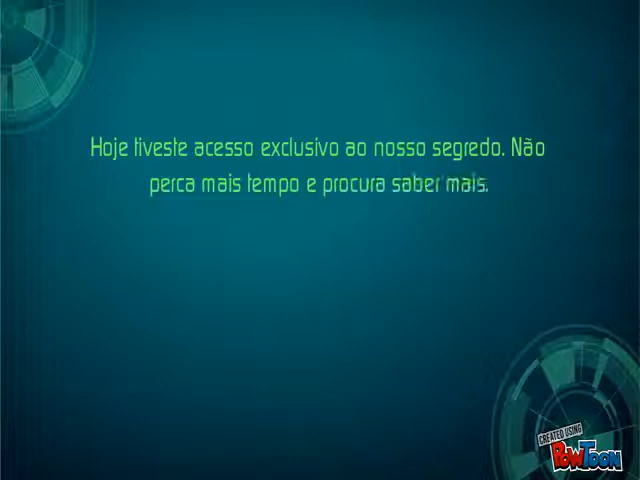 Hoje tiveste acesso exclusivo ao nosso segredo. Não
perca mais tempo e procura saber mais.
CREATED USING
POWTOON